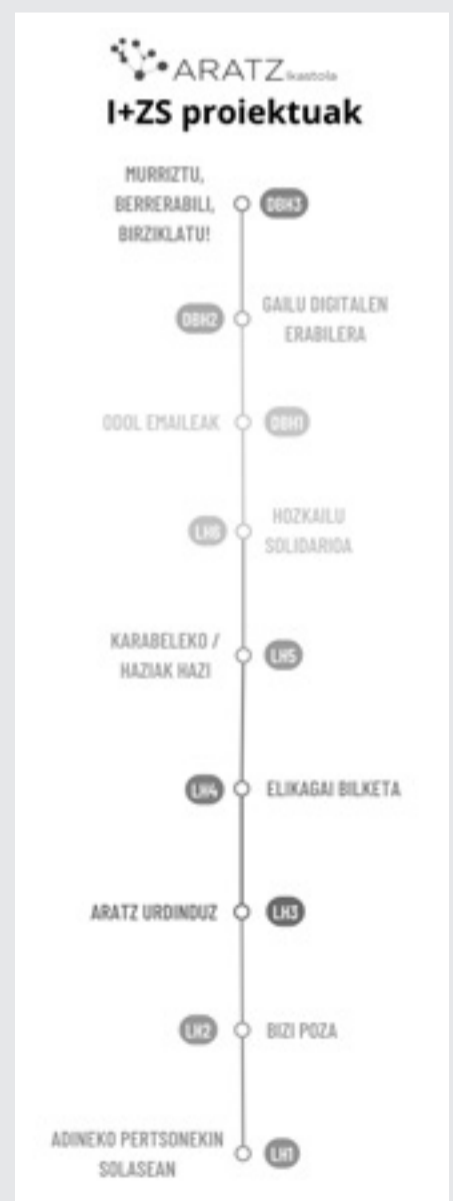 ARATZ Ikastola
I+ZS proiektuak
MURRIZTU,
BERRERABILI,
BIRZIKLATU!
DBH3
DBH2
GAILU DIGITALEN
ERABILERA
ODOL EMAILEAK
DBH1
LH6
HOZKAILU
SOLIDARIOA
KARABELEKO /
HAZIAK HAZI
LH5
LH4
ELIKAGAI BILKETA
ARATZ URDINDUZ
LH3
LH2
BIZI POZA
ADINEKO PERTSONEKIN
SOLASEAN
LH1